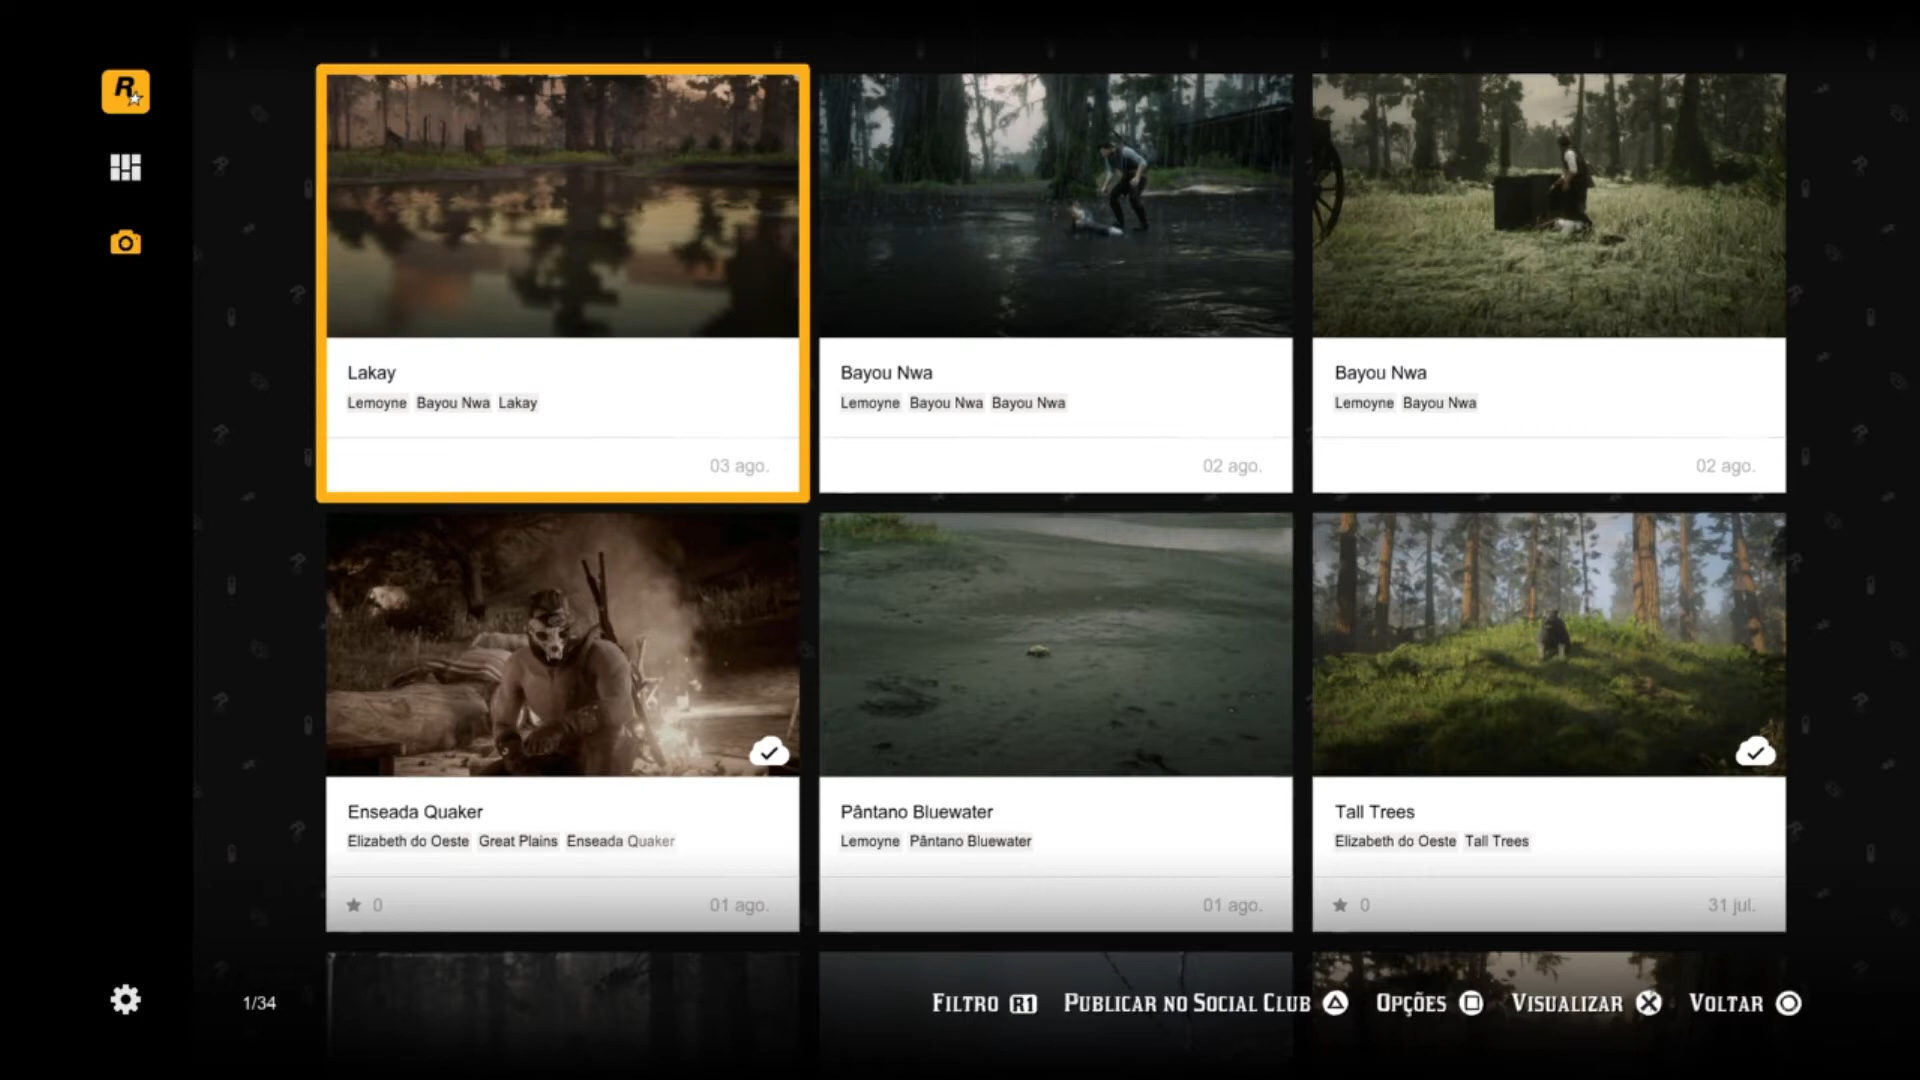 R
Lakay
Lemoyne Bayou Nwa Lakay
03 ago.
Bayou Nwa
Lemoyne Bayou Nwa Bayou Nwa
02 ago.
Bayou Nwa
Lemoyne Bayou Nwa
02 ago.
Enseada Quaker
Elizabeth do Oeste Great Plains Enseada Quaker
0 01 ago.
Pântano Bluewater
Lemoyne Pântano Bluewater
01 ago.
Tall Trees
Elizabeth do Oeste Tall Trees
0 31 jul.
1/34 Filtro R1 Publicar no Social Club Opções Visualizar Voltar